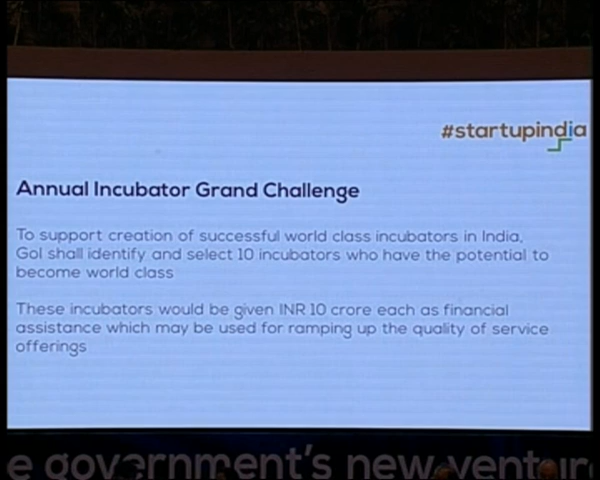 #startupindia
Annual Incubator Grand Challenge
To support creation of successful world class incubators in India,
GoI shall identify and select 10 incubators who have the potential to
become world class
These incubators would be given INR 10 crore each as financial
assistance which may be used for ramping up the quality of service
offerings
e government's new ventur